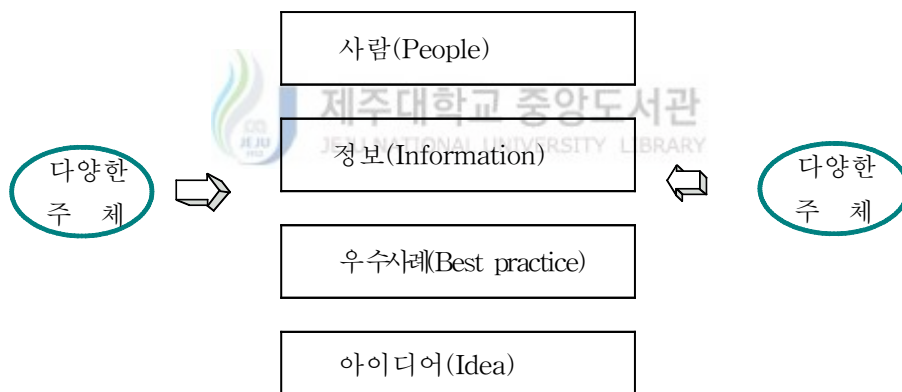 사람(People)
제주대학교 중앙도서관
JEJU NATIONAL UNIVERSITY LIBRARY
JEJU
1952
정보(Information)
다양한
주 체
다양한
주 체
우수사례(Best practice)
아이디어(Idea)